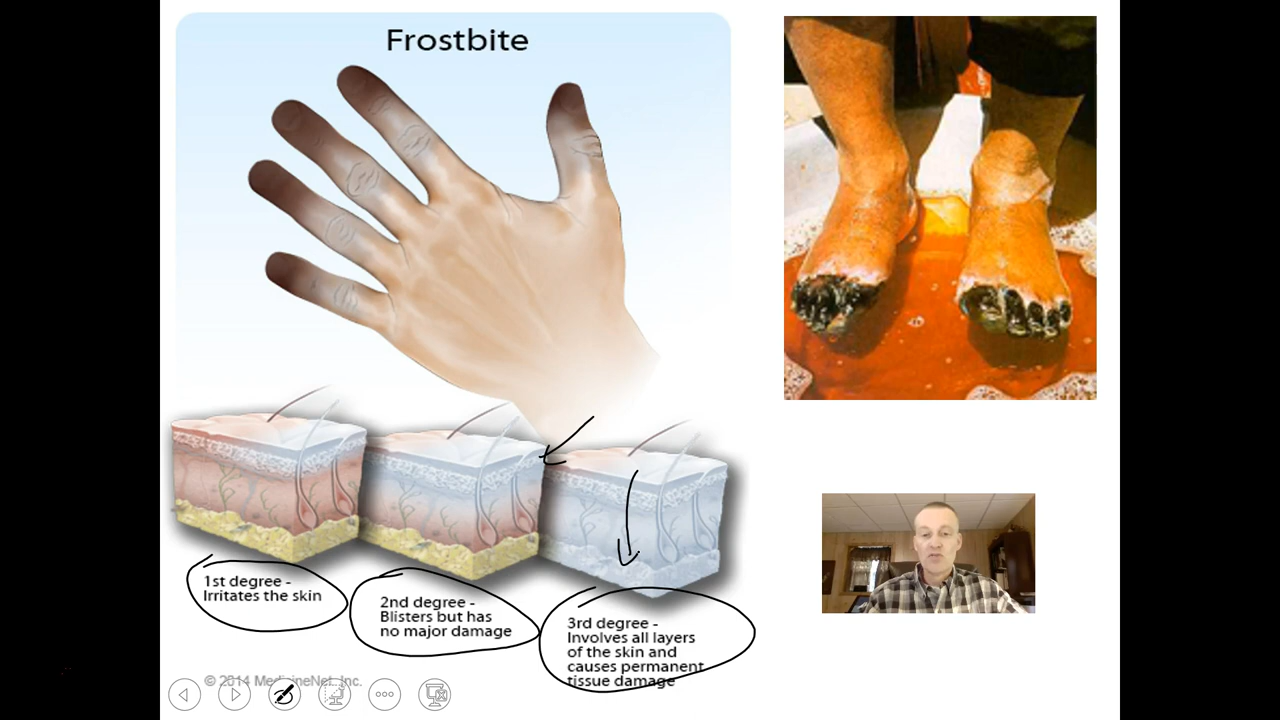 Frostbite
1st degree -
Irritates the skin
2nd degree -
Blisters but has
no major damage
3rd degree -
Involves all layers
of the skin and
causes permanent
tissue damage
© 2014 MedicineNet, Inc.